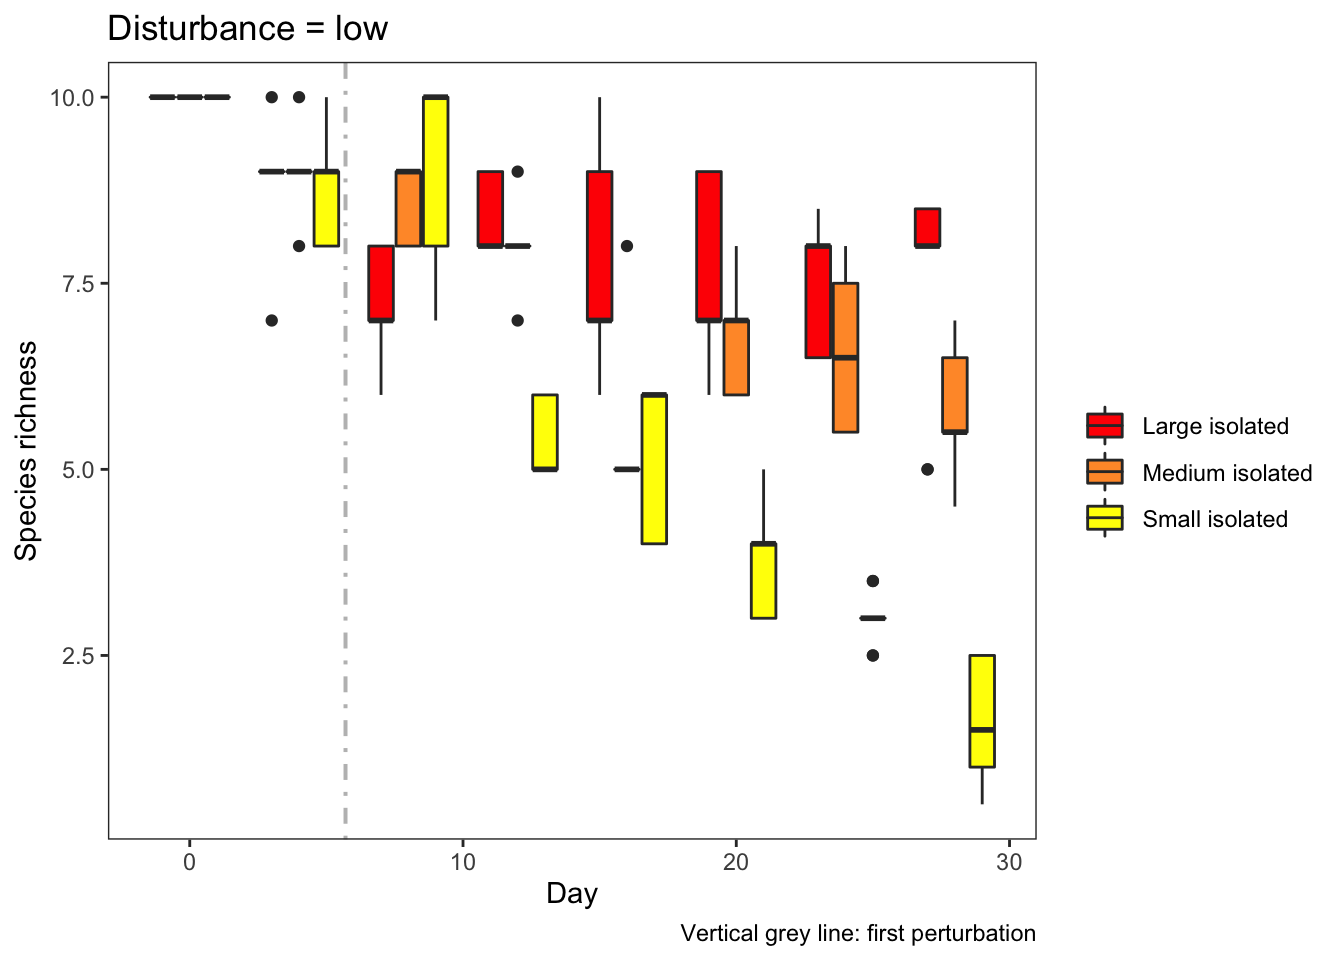 Disturbance = low
10.0
7.5
5.0
2.5
Species richness
0
10
20
30
Day
Large isolated
Medium isolated
Small isolated
Vertical grey line: first perturbation